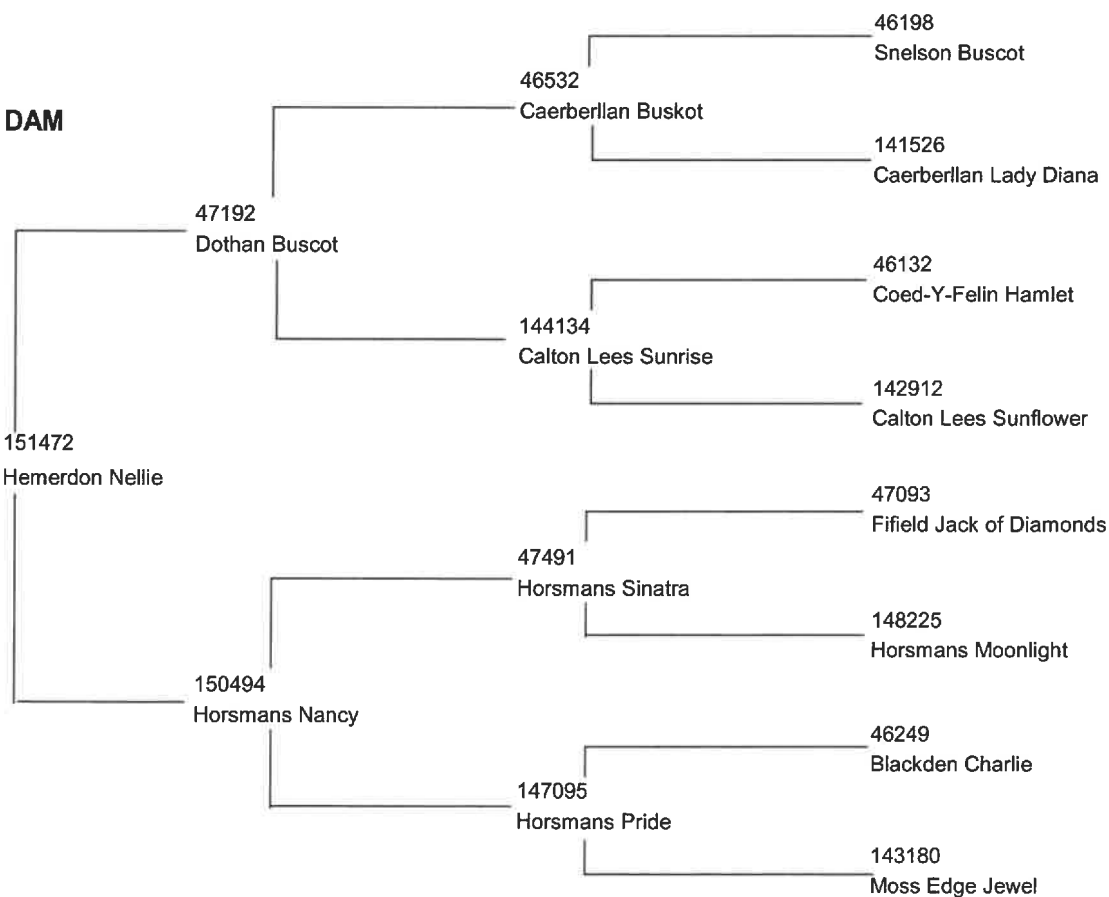 DAM
46198
Snelson Buscot
46532
Caerberllan Buskot
141526
Caerberllan Lady Diana
47192
Dothan Buscot
46132
Coed-Y-Felin Hamlet
144134
Calton Lees Sunrise
142912
Calton Lees Sunflower
151472
Hemerdon Nellie
47093
Fifield Jack of Diamonds
47491
Horsmans Sinatra
148225
Horsmans Moonlight
150494
Horsmans Nancy
46249
Blackden Charlie
147095
Horsmans Pride
143180
Moss Edge Jewel